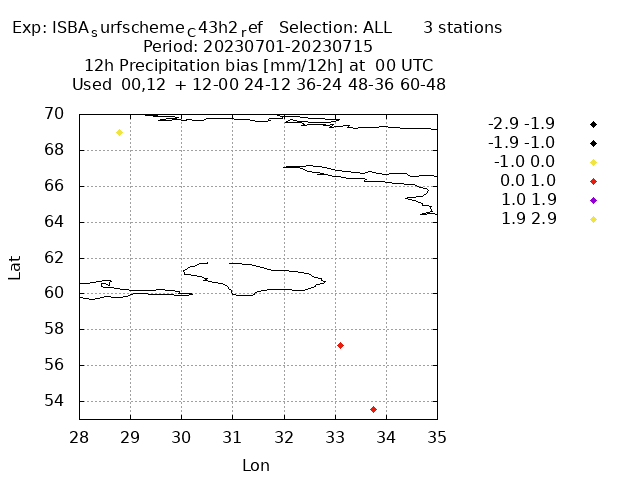 Exp: ISBAsurfschemeC43h2ref   Selection: ALL      3 stations
Period: 20230701-20230715
12h Precipitation bias [mm/12h] at  00 UTC
Used  00,12  + 12-00 24-12 36-24 48-36 60-48
-2.9 -1.9
-1.9 -1.0
-1.0 0.0
0.0 1.0
1.0 1.9
1.9 2.9
70
68
66
64
62
60
58
56
54
Lat
28 29 30 31 32 33 34 35
Lon